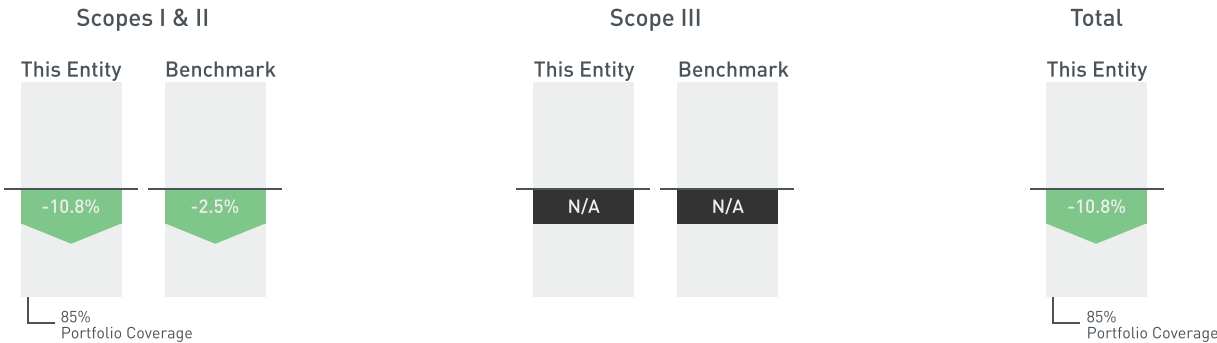 Scopes I & II
Scope III
Total
This Entity
Benchmark
This Entity
Benchmark
This Entity
-10.8%
-2.5%
N/A
N/A
-10.8%
85%
Portfolio Coverage
85%
Portfolio Coverage